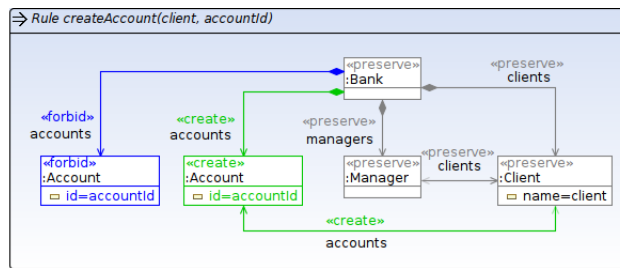 Rule createAccount(client, accountId)
«preserve»
:Bank
«preserve»
clients
«forbid»
accounts
«create»
accounts
«preserve»
managers
«preserve»
clients
«forbid»
:Account
id=accountId
«create»
:Account
id=accountId
«preserve»
:Manager
«preserve»
:Client
name=client
«create»
accounts